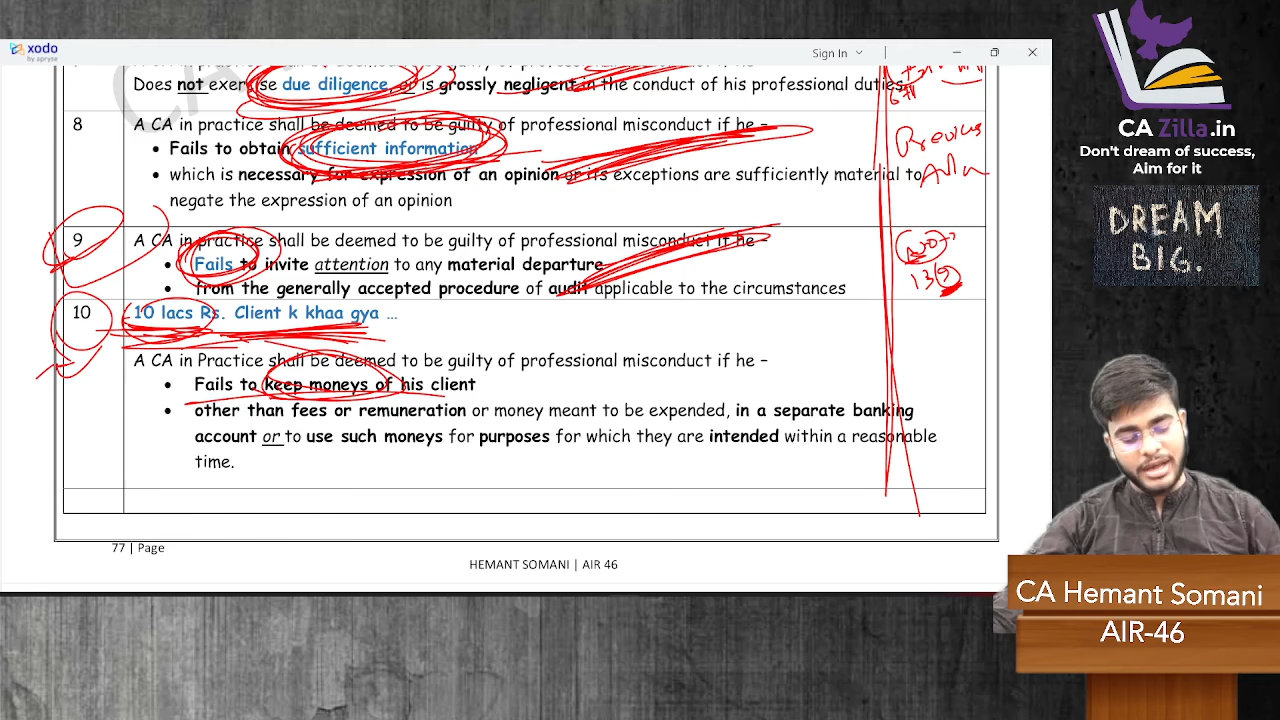 xodo
by apryse
Sign In
Does not exercise due diligence, or is grossly negligent in the conduct of his professional duties.
8
A CA in practice shall be deemed to be guilty of professional misconduct if he –
• Fails to obtain sufficient information
• which is necessary for expression of an opinion or its exceptions are sufficiently material to
negate the expression of an opinion
9
A CA in practice shall be deemed to be guilty of professional misconduct if he –
• Fails to invite attention to any material departure
• from the generally accepted procedure of audit applicable to the circumstances
10
10 lacs Rs. Client k khaa gya ...
A CA in Practice shall be deemed to be guilty of professional misconduct if he –
• Fails to keep moneys of his client
• other than fees or remuneration or money meant to be expended, in a separate banking
account or to use such moneys for purposes for which they are intended within a reasonable
time.
77 | Page
HEMANT SOMANI | AIR 46
Previous
13(9)
CA Zilla.in
Don't dream of success,
Aim for it
DREAM
BIG.
CA Hemant Somani
AIR-46